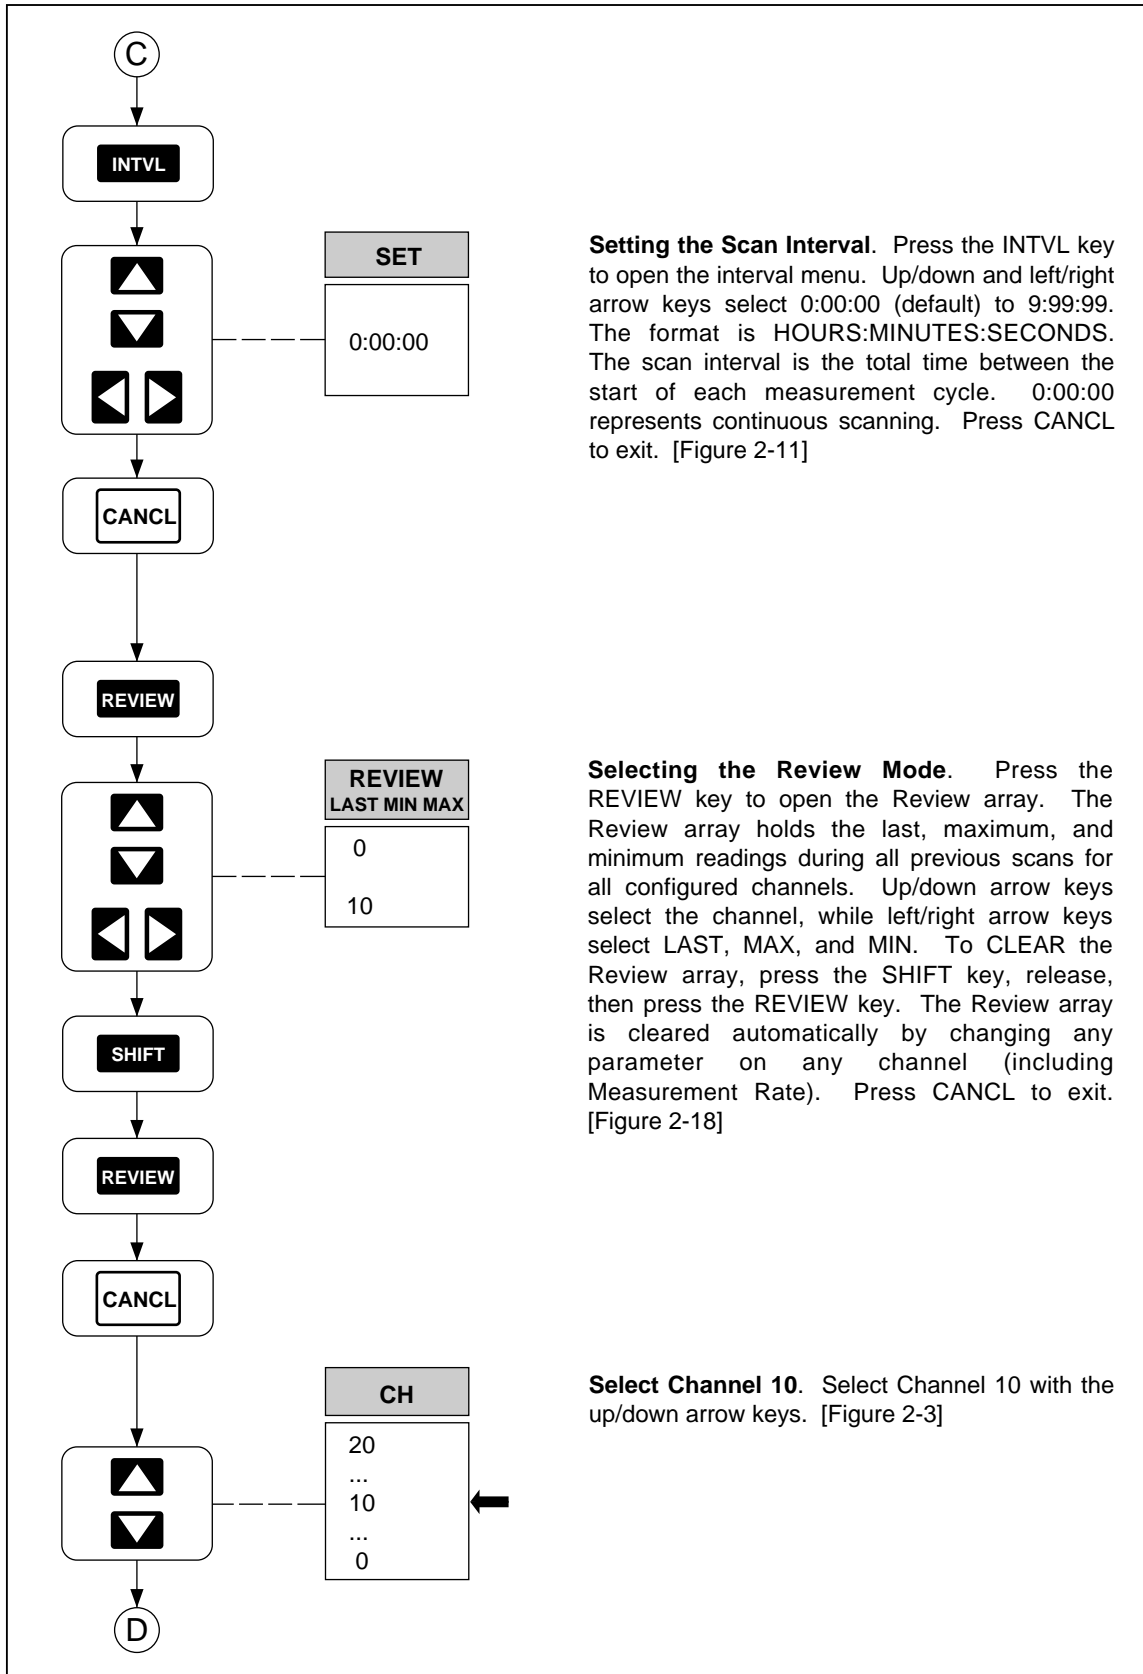 C
INTVL
SET
0:00:00
Setting the Scan Interval. Press the INTVL key
to open the interval menu. Up/down and left/right
arrow keys select 0:00:00 (default) to 9:99:99.
The format is HOURS:MINUTES:SECONDS.
The scan interval is the total time between the
start of each measurement cycle. 0:00:00
represents continuous scanning. Press CANCL
to exit. [Figure 2-11]
CANCL
REVIEW
REVIEW
LAST MIN MAX
0
10
Selecting the Review Mode. Press the
REVIEW key to open the Review array. The
Review array holds the last, maximum, and
minimum readings during all previous scans for
all configured channels. Up/down arrow keys
select the channel, while left/right arrow keys
select LAST, MAX, and MIN. To CLEAR the
Review array, press the SHIFT key, release,
then press the REVIEW key. The Review array
is cleared automatically by changing any
parameter on any channel (including
Measurement Rate). Press CANCL to exit.
[Figure 2-18]
SHIFT
REVIEW
CANCL
CH
20
...
10
...
0
Select Channel 10. Select Channel 10 with the
up/down arrow keys. [Figure 2-3]
D